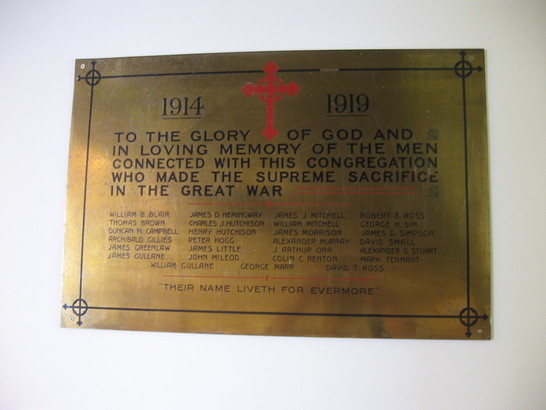 1914 1919
TO THE GLORY OF GOD AND
IN LOVING MEMORY OF THE MEN
CONNECTED WITH THIS CONGREGATION
WHO MADE THE SUPREME SACRIFICE
IN THE GREAT WAR
WILLIAM B. BLAIR JAMES D. HEMINGWAY JAMES J. MITCHELL ROBERT E. ROSS
THOMAS BROWN CHARLES J. HUTCHISON WILLIAM MITCHELL GEORGE H. SIM
DUNCAN M. CAMPBELL HENRY HUTCHISON JAMES MORRISON JAMES D. SIMPSON
ARCHIBALD GILLIES PETER HOGG ALEXANDER MURRAY DAVID SMALL
JAMES GREENLAW JAMES LITTLE J. ARTHUR ORR ALEXANDER D. STUART
JAMES GULLANE JOHN McLEOD COLIN C. RENTON MARK TENNANT
WILLIAM GULLANE GEORGE MANN DAVID T. ROSS
"THEIR NAME LIVETH FOR EVERMORE"